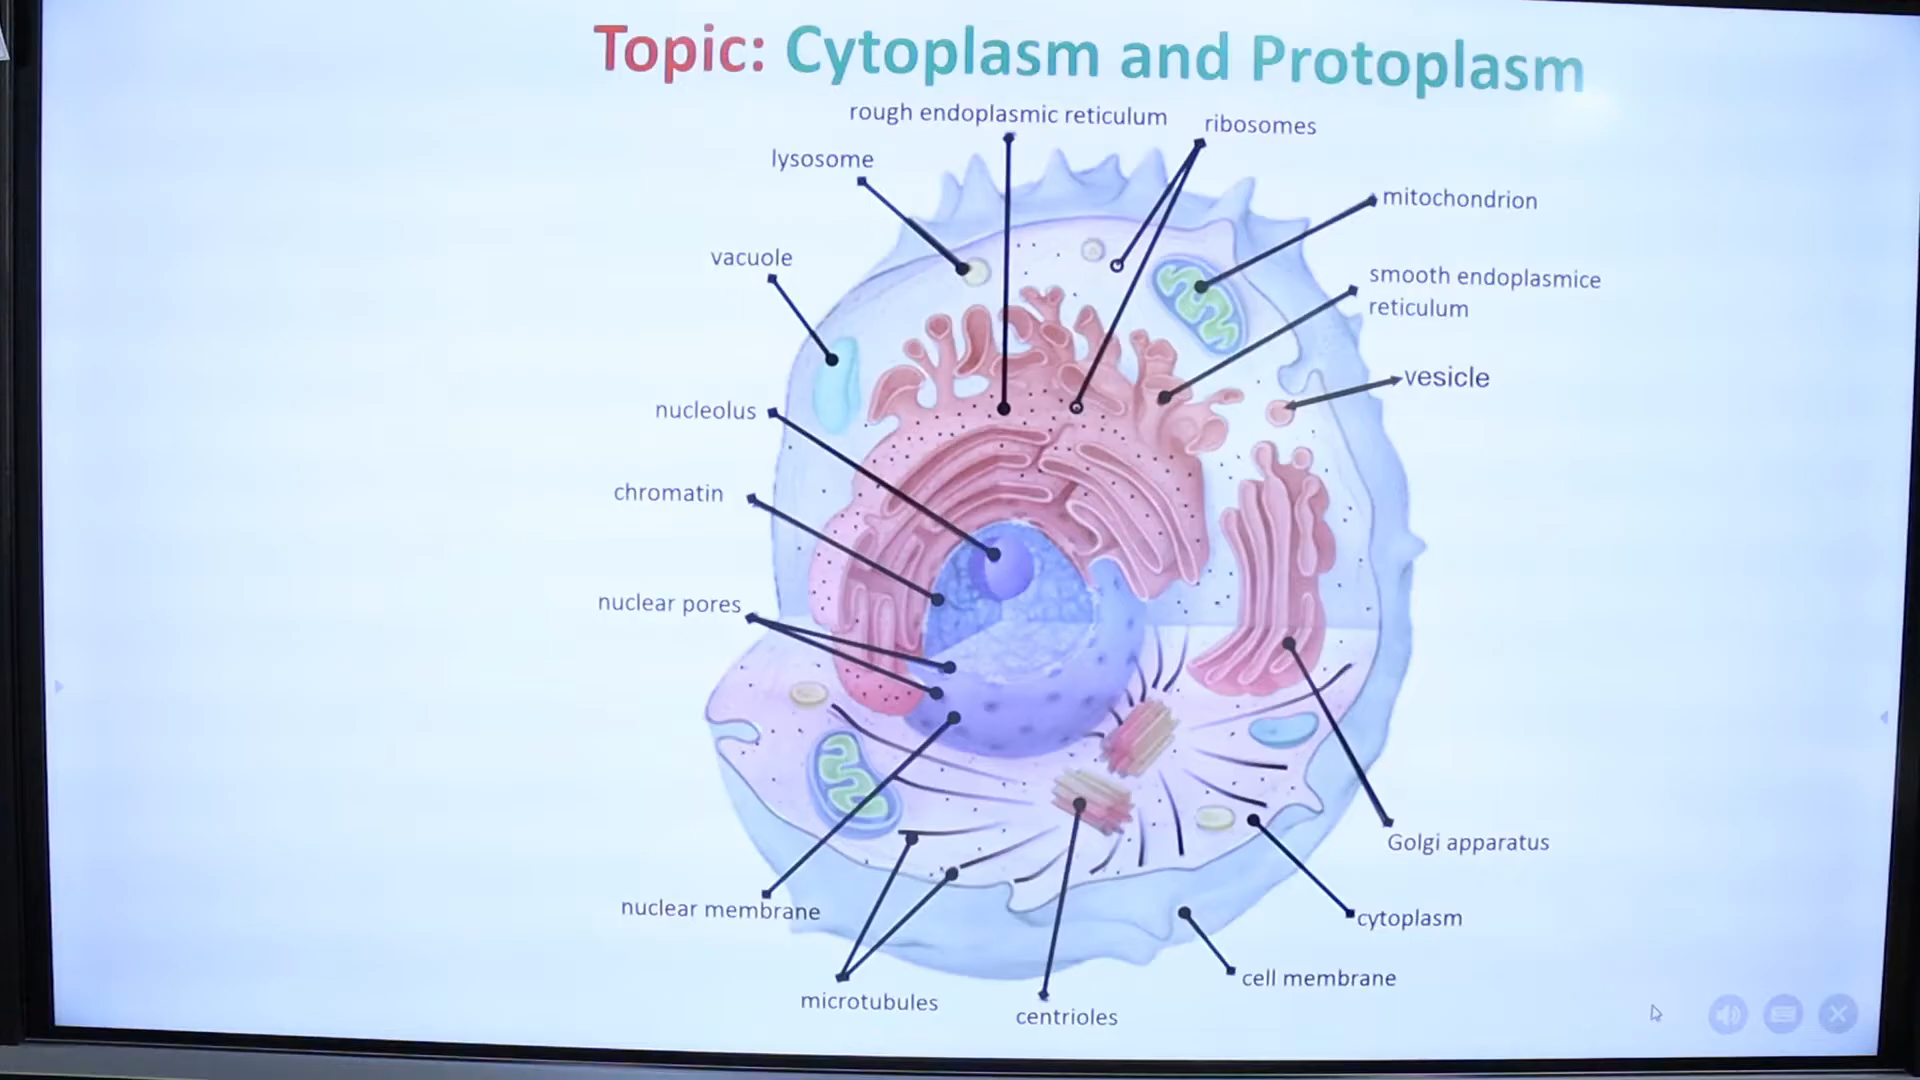 Topic: Cytoplasm and Protoplasm
rough endoplasmic reticulum
ribosomes
lysosome
mitochondrion
vacuole
smooth endoplasmice
reticulum
vesicle
nucleolus
chromatin
nuclear pores
Golgi apparatus
nuclear membrane
cytoplasm
cell membrane
microtubules
centrioles